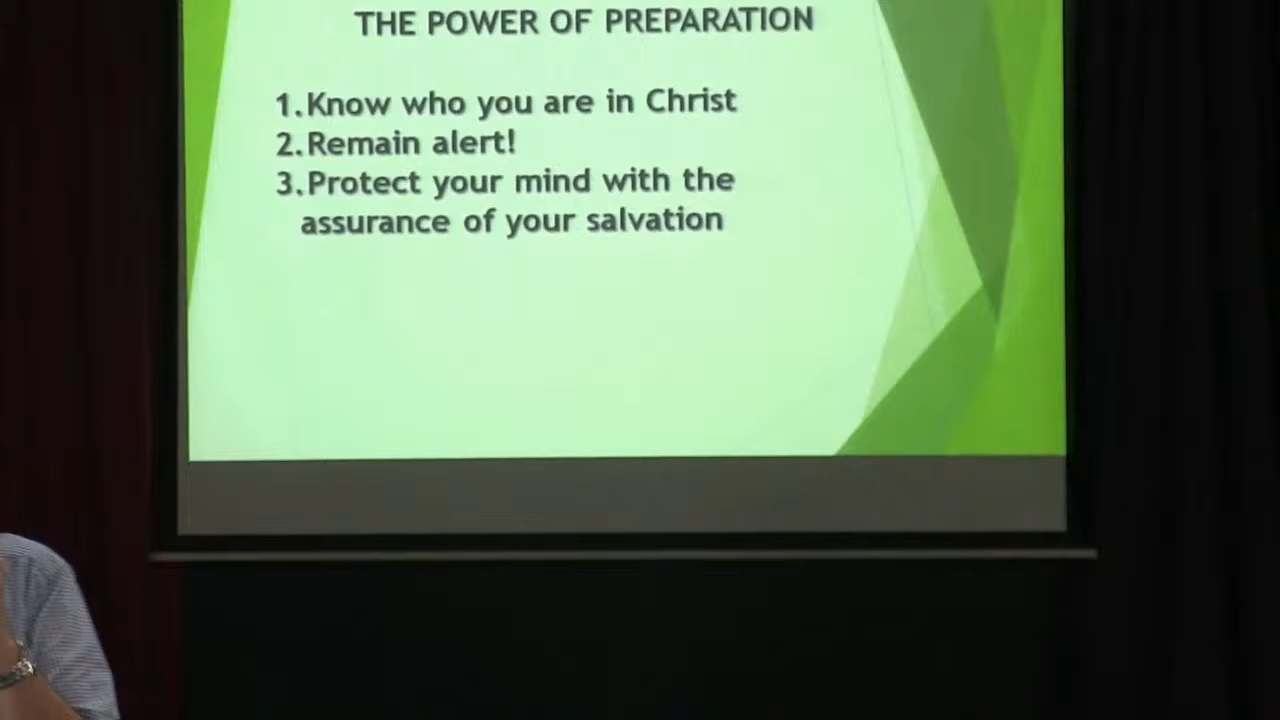 THE POWER OF PREPARATION
1.Know who you are in Christ
2.Remain alert!
3.Protect your mind with the
assurance of your salvation